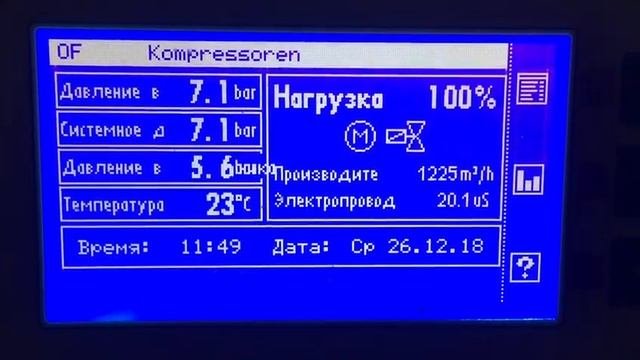 OF Kompressoren
Давление в 7.1 bar
Системное д 7.1 bar
Давление в 5.6
Температура 23°C
Нагрузка 100%
M
Производите 1225 m³/h
Электропровод 20.1 uS
Время: 11:49 Дата: Ср 26.12.18
?